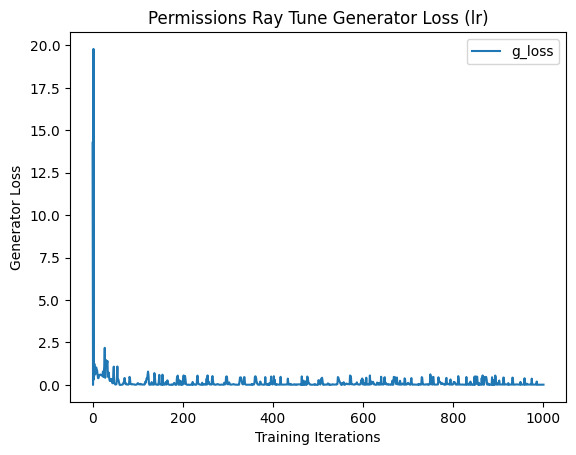 Permissions Ray Tune Generator Loss (lr)
g_loss
20.0
17.5
15.0
12.5
10.0
7.5
5.0
2.5
0.0
Generator Loss
0 200 400 600 800 1000
Training Iterations